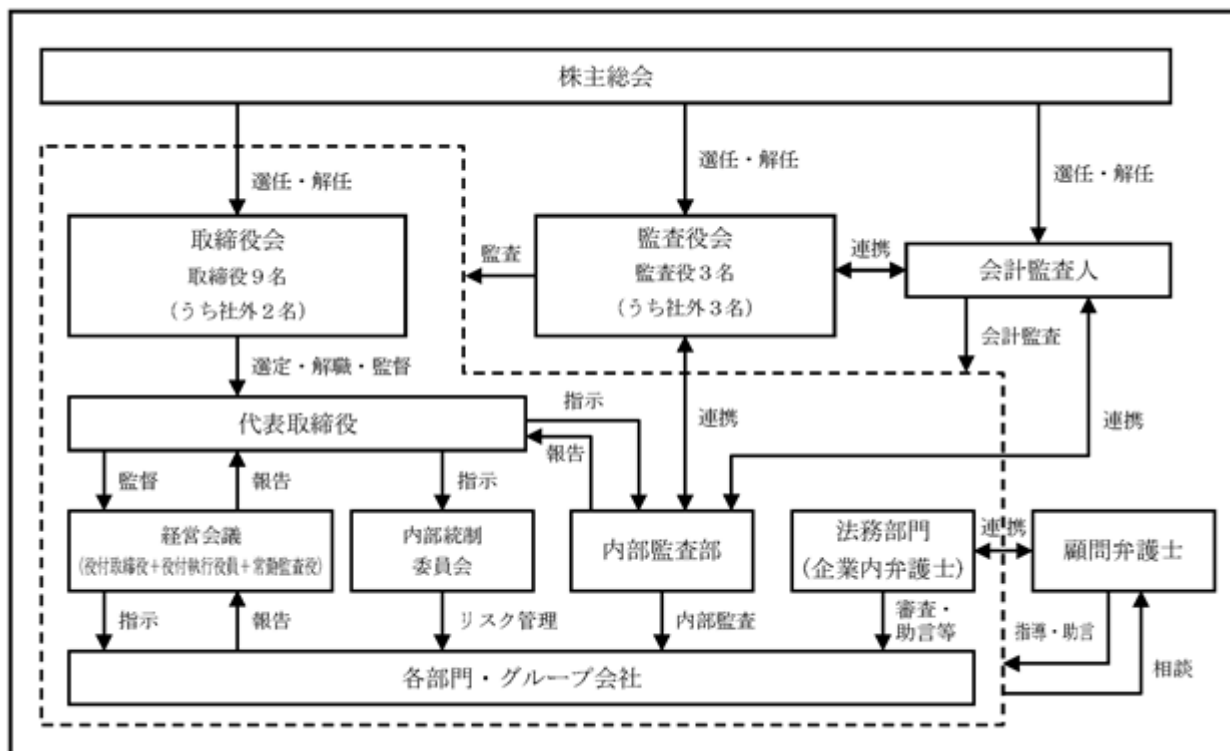 株主総会
選任・解任
選任・解任
選任・解任
取締役会
取締役９名
(うち社外２名)
監査
監査役会
監査役３名
(うち社外３名)
連携
会計監査人
会計監査
選定・解職・監督
代表取締役
指示
報告
連携
連携
監督
報告
指示
経営会議
(役付取締役＋役付執行役員＋常勤監査役)
内部統制
委員会
内部監査部
法務部門
(企業内弁護士)
連携
顧問弁護士
指示
報告
リスク管理
内部監査
審査・
助言等
指導・助言
相談
各部門・グループ会社